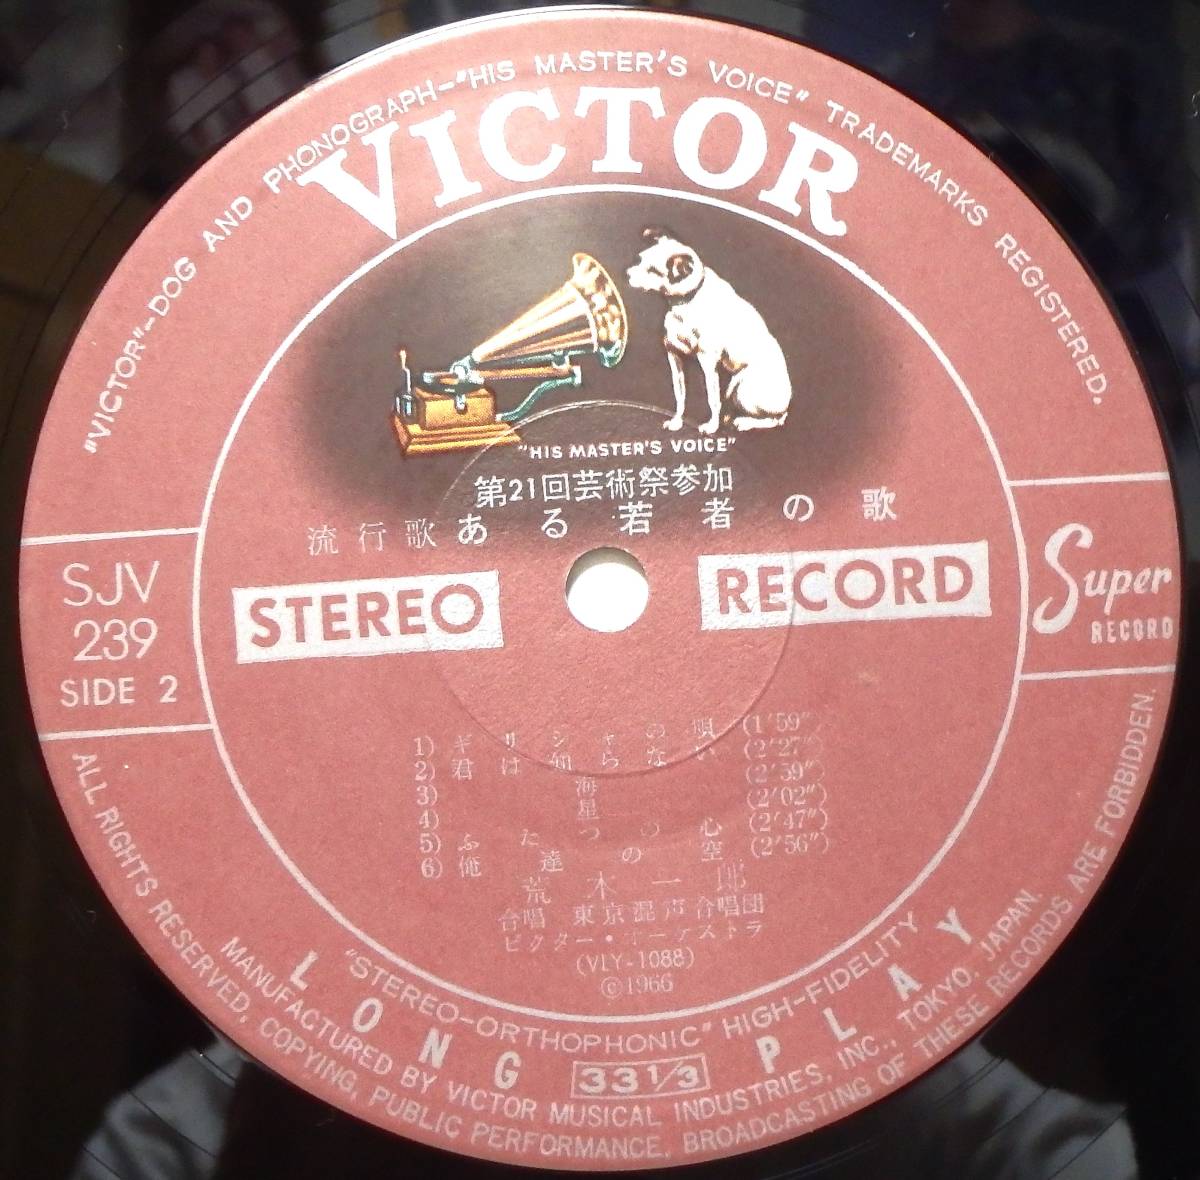 "VICTOR"-DOG AND PHONOGRAPH-"HIS MASTER'S VOICE" TRADEMARKS REGISTERED.
VICTOR
"HIS MASTER'S VOICE"
第21回芸術祭参加
流行歌 ある若者の歌
STEREO RECORD
SJV
239
SIDE 2
Super
RECORD
1) ギリシャの唄 (1'59")
2) 君は知らない (2'27")
3) 海 (2'59")
4) 星 (2'02")
5) ふたつの心 (2'47")
6) 俺達の空 (2'56")
荒木一郎
合唱 東京混声合唱団
ビクター・オーケストラ
(VLY-1088)
©1966
"STEREO-ORTHOPHONIC" HIGH-FIDELITY
LONG 33 1/3 PLAY
MANUFACTURED BY VICTOR MUSICAL INDUSTRIES, INC., TOKYO, JAPAN.
ALL RIGHTS RESERVED, COPYING, PUBLIC PERFORMANCE, BROADCASTING OF THESE RECORDS ARE FORBIDDEN.